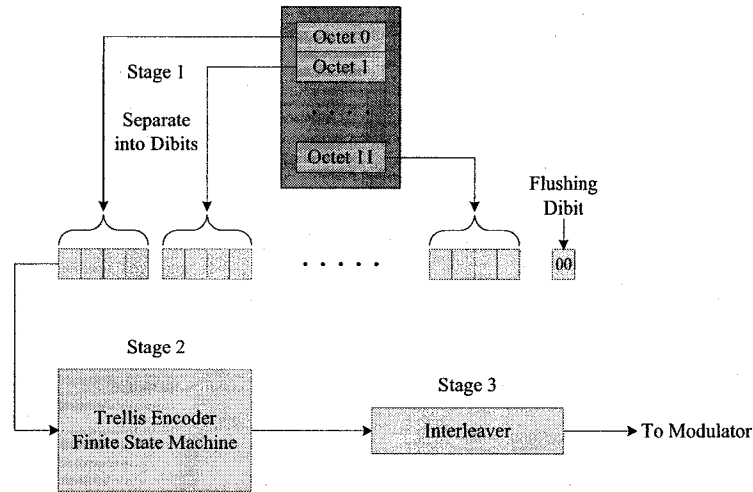 Octet 0
Stage 1
Octet 1
. . . .
Separate
into Dibits
Octet 11
Flushing
Dibit
. . . . .
00
Stage 2
Stage 3
Trellis Encoder
Finite State Machine
Interleaver
To Modulator